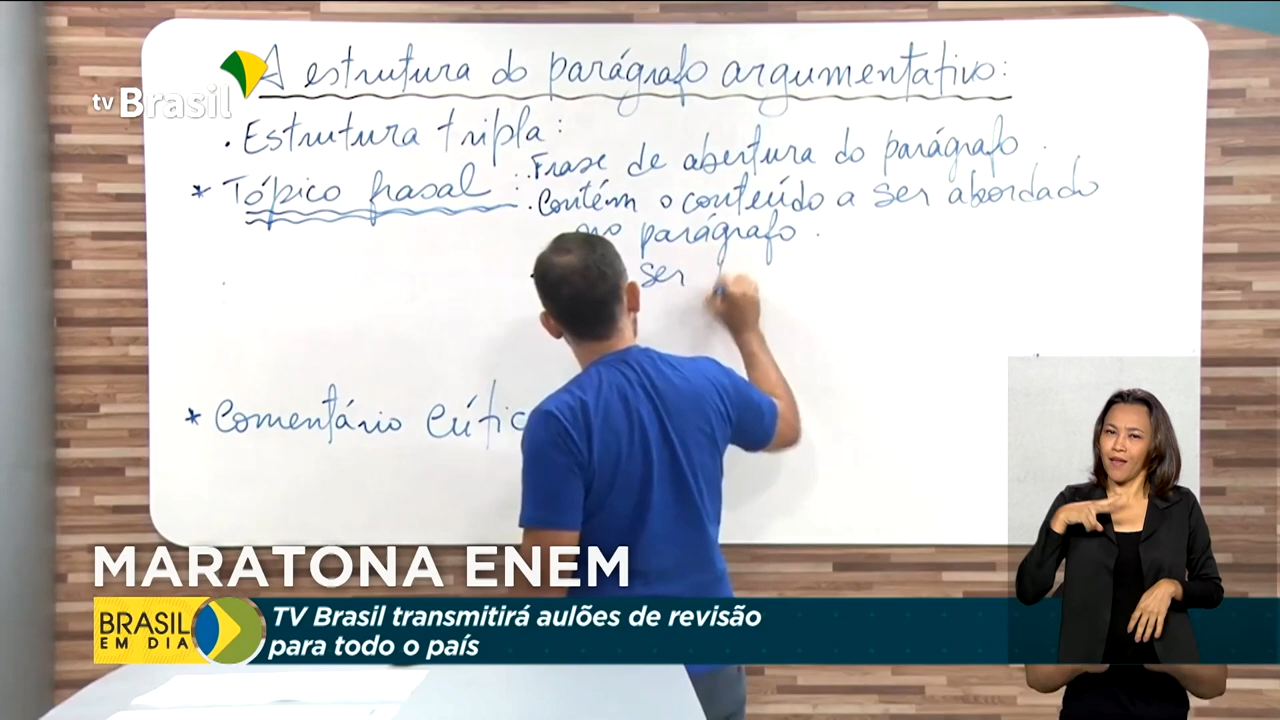 A estrutura do parágrafo argumentativo:
tv Brasil
. Estrutura tripla:
* Tópico frasal : . Frase de abertura do parágrafo .
. Contém o conteúdo a ser abordado
no parágrafo .
ser
* Comentário Crític
MARATONA ENEM
BRASIL
EM DIA
TV Brasil transmitirá aulões de revisão
para todo o país